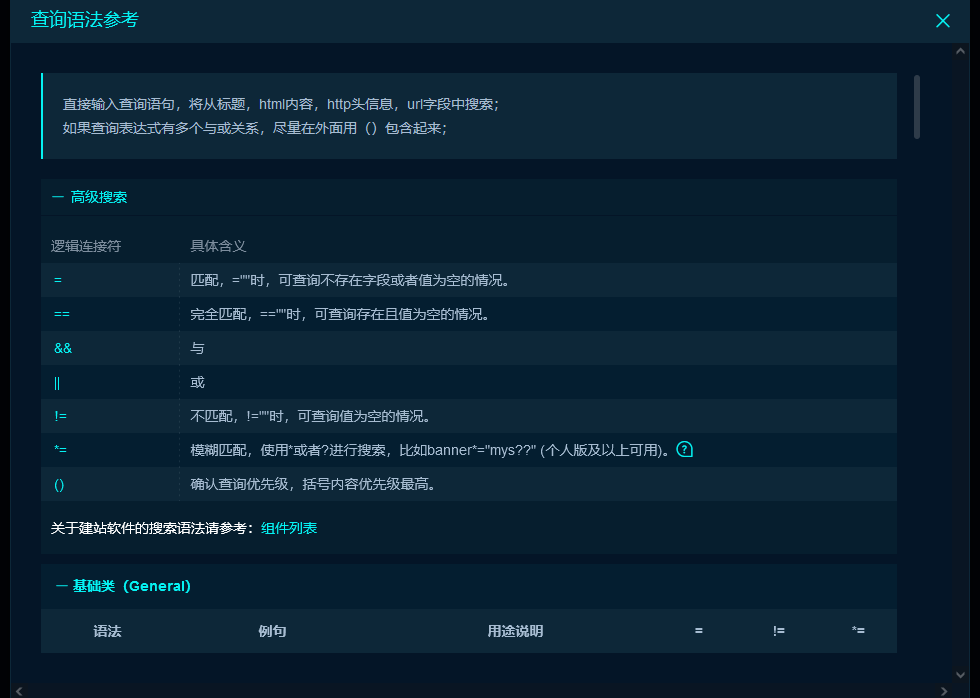 查询语法参考
直接输入查询语句，将从标题，html内容，http头信息，url字段中搜索；
如果查询表达式有多个与或关系，尽量在外面用（）包含起来；
一 高级搜索
逻辑连接符 具体含义
= 匹配，=""时，可查询不存在字段或者值为空的情况。
== 完全匹配，==""时，可查询存在且值为空的情况。
&& 与
|| 或
!= 不匹配，!=""时，可查询值为空的情况。
*= 模糊匹配，使用*或者?进行搜索，比如banner*="mys??" (个人版及以上可用)。?
() 确认查询优先级，括号内容优先级最高。
关于建站软件的搜索语法请参考：组件列表
一 基础类（General）
语法 例句 用途说明 = != *=